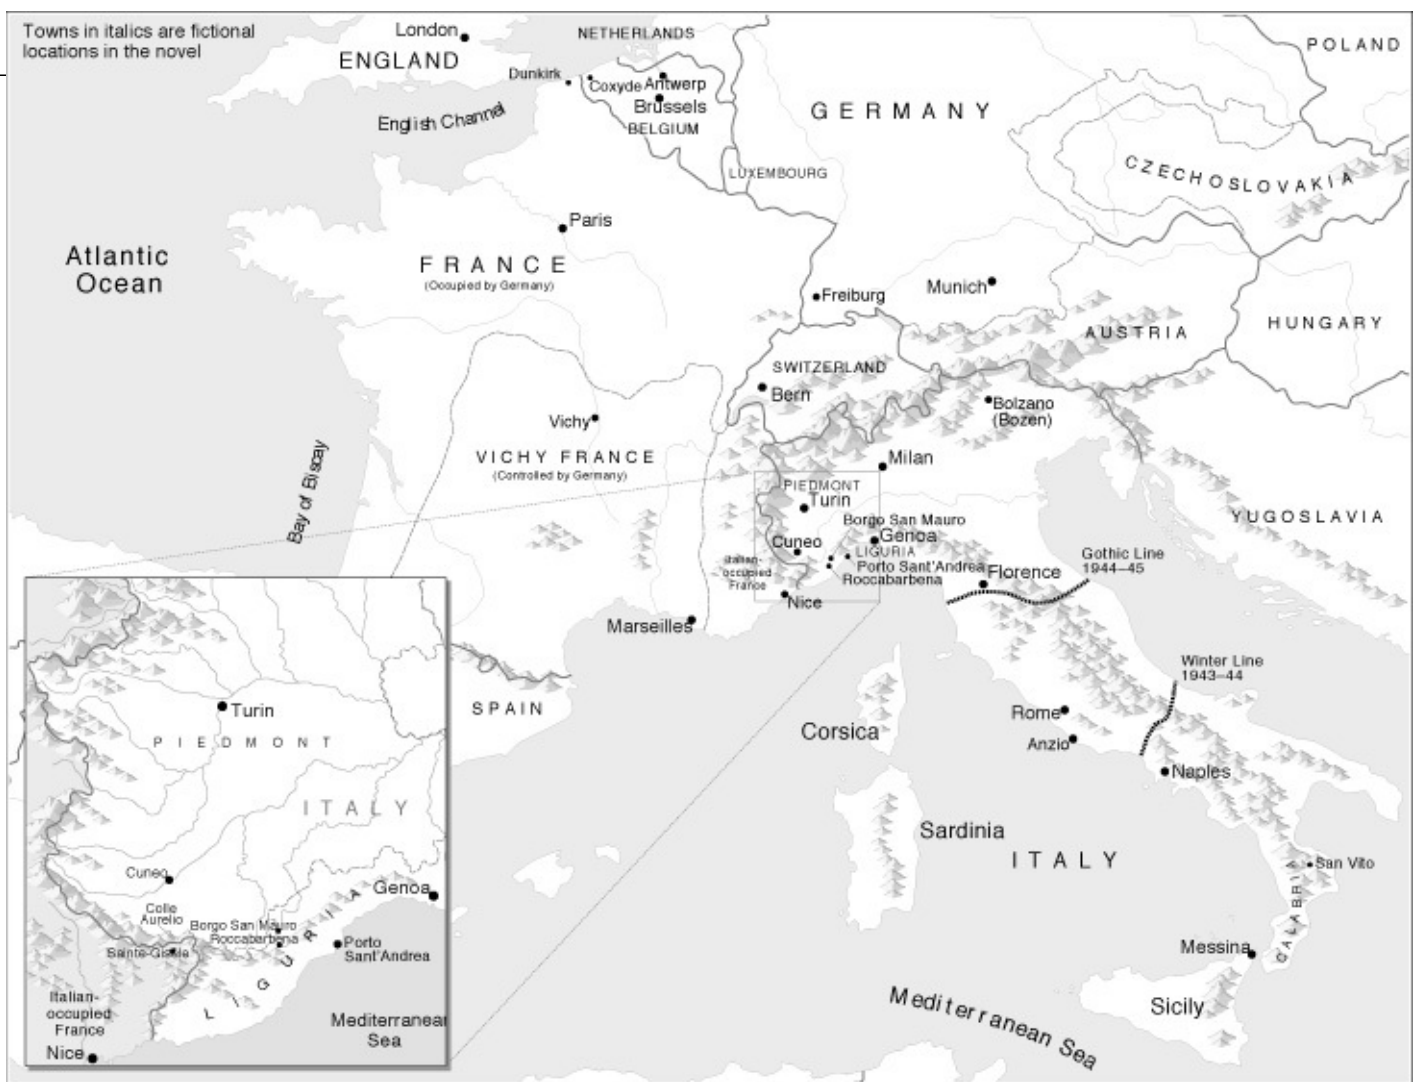 Towns in italics are fictional
locations in the novel
London
ENGLAND
NETHERLANDS
POLAND
Dunkirk
Coxyde
Antwerp
Brussels
BELGIUM
English Channel
GERMANY
LUXEMBOURG
CZECHOSLOVAKIA
Paris
Atlantic
Ocean
FRANCE
(Occupied by Germany)
Freiburg
Munich
AUSTRIA
HUNGARY
SWITZERLAND
Bern
Bolzano
(Bozen)
Vichy
VICHY FRANCE
(Controlled by Germany)
Bay of Biscay
Milan
PIEDMONT
Turin
Borgo San Mauro
Genoa
Cuneo
LIGURIA
Porto Sant'Andrea
Roccabarbena
Italian-
occupied
France
Nice
YUGOSLAVIA
Gothic Line
1944–45
Florence
Marseilles
Winter Line
1943–44
SPAIN
Corsica
Rome
Anzio
Naples
Sardinia
ITALY
San Vito
CALABRIA
Messina
Sicily
Mediterranean Sea
Turin
PIEDMONT
ITALY
Cuneo
Genoa
Colle
Aurelio
Borgo San Mauro
Roccabarbena
Sainte-Gisèle
Porto
Sant'Andrea
LIGURIA
Italian-
occupied
France
Mediterranean
Sea
Nice